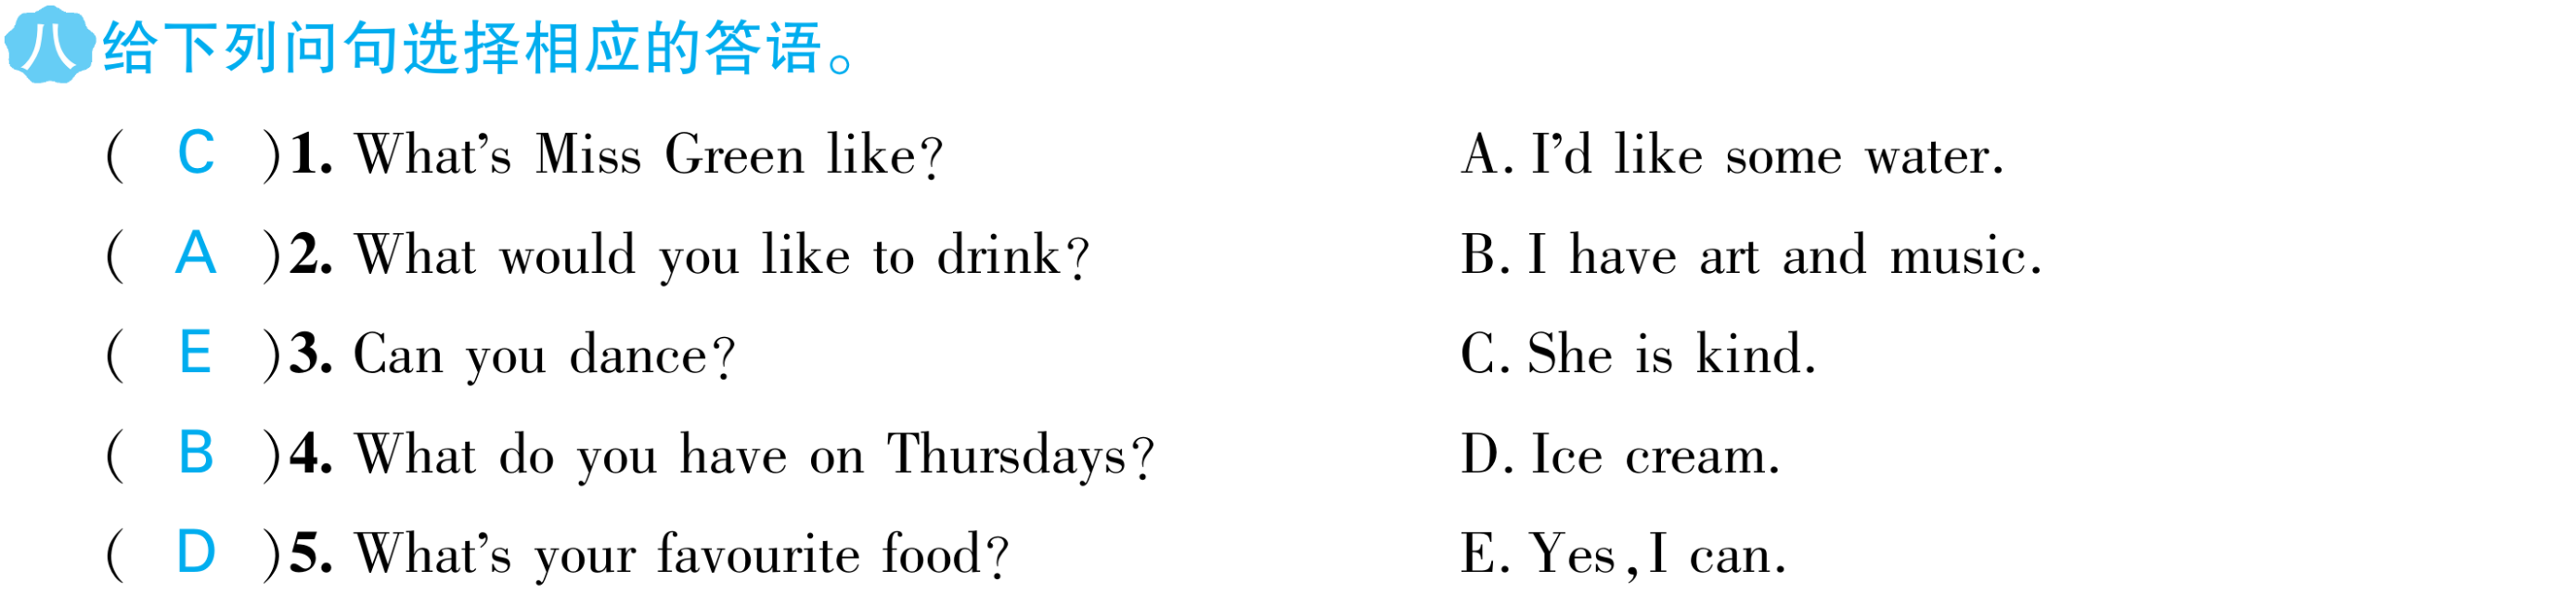 八 给下列问句选择相应的答语。
( C )1. What's Miss Green like? A. I'd like some water.
( A )2. What would you like to drink? B. I have art and music.
( E )3. Can you dance? C. She is kind.
( B )4. What do you have on Thursdays? D. Ice cream.
( D )5. What's your favourite food? E. Yes,I can.